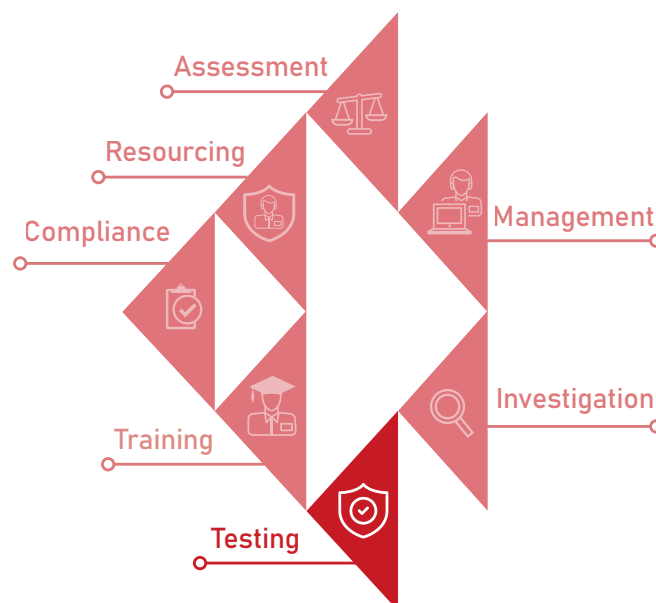 Assessment
Resourcing
Compliance
Management
Investigation
Training
Testing